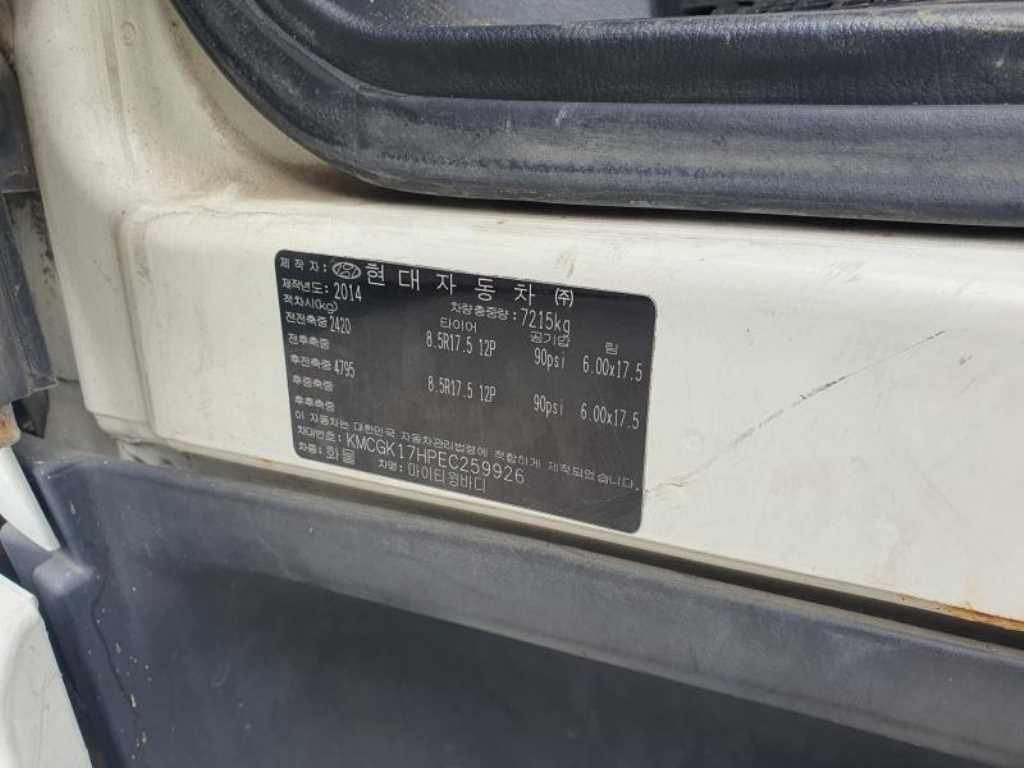 제작자: 현대자동차 ㈜
제작년도: 2014 차량총중량: 7215kg
적차시(kg) 타이어 공기압 림
전전축중 2420 8.5R17.5 12P 90psi 6.00x17.5
전후축중
후전축중 4795 8.5R17.5 12P 90psi 6.00x17.5
후중축중
후후축중
이 자동차는 대한민국 자동차관리법령에 적합하게 제작되었습니다.
차대번호: KMCGK17HPEC259926
차종: 화물 차명: 마이티윙바디